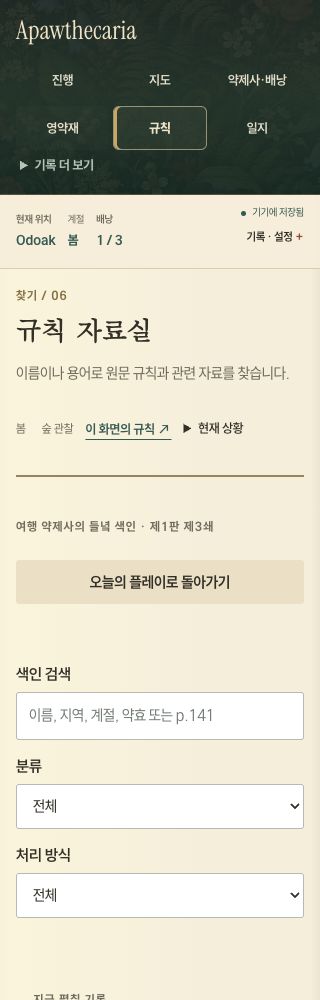 Apawthecaria
진행
지도
약제사·배낭
영약재
규칙
일지
▶ 기록 더 보기
현재 위치 계절 배낭
Odoak 봄 1 / 3
● 기기에 저장됨
기록 · 설정 +
찾기 / 06
규칙 자료실
이름이나 용어로 원문 규칙과 관련 자료를 찾습니다.
봄 숲 관찰 이 화면의 규칙 ↗ ▶ 현재 상황
여행 약제사의 들녘 색인 · 제1판 제3쇄
오늘의 플레이로 돌아가기
색인 검색
이름, 지역, 계절, 약효 또는 p.141
분류
전체
처리 방식
전체